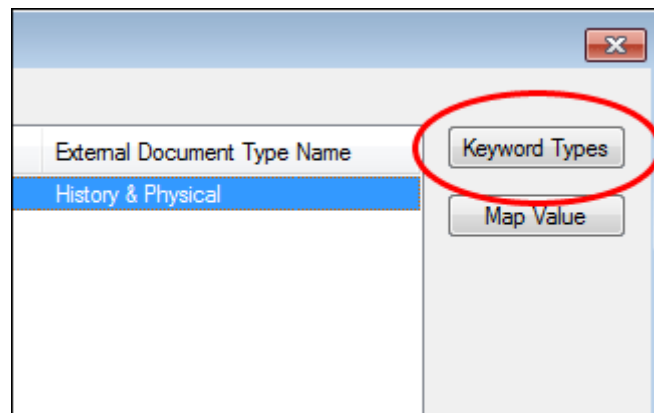 External Document Type Name
Keyword Types
History & Physical
Map Value